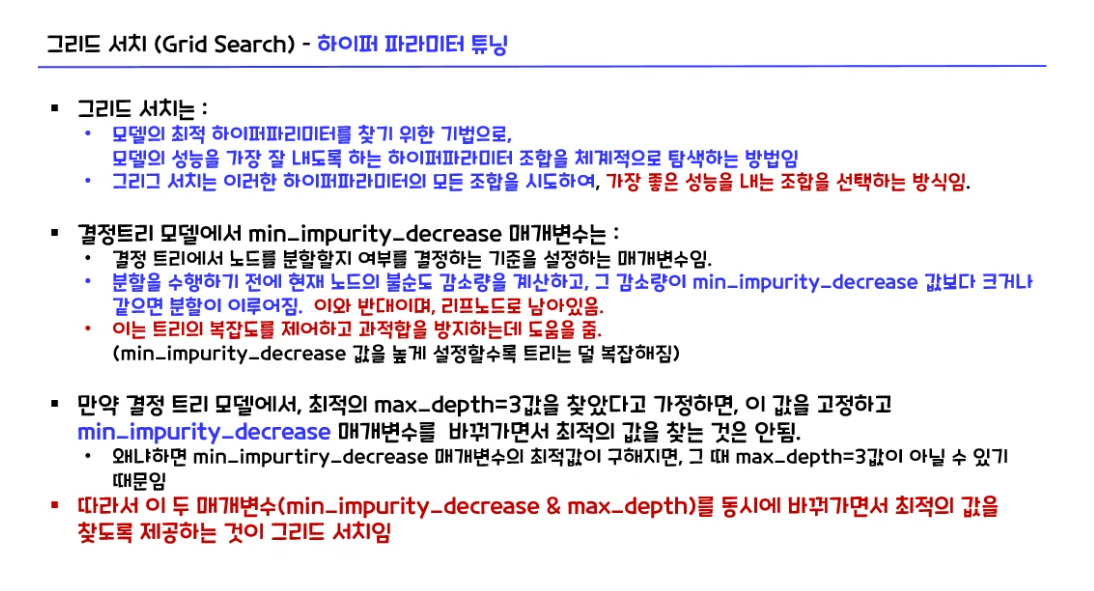 그리드 서치 (Grid Search) - 하이퍼 파라미터 튜닝
▪ 그리드 서치는 :
• 모델의 최적 하이퍼파리미터를 찾기 위한 기법으로,
모델의 성능을 가장 잘 내도록 하는 하이퍼파라미터 조합을 체계적으로 탐색하는 방법임
• 그리그 서치는 이러한 하이퍼파라미터의 모든 조합을 시도하여, 가장 좋은 성능을 내는 조합을 선택하는 방식임.
▪ 결정트리 모델에서 min_impurity_decrease 매개변수는 :
• 결정 트리에서 노드를 분할할지 여부를 결정하는 기준을 설정하는 매개변수임.
• 분할을 수행하기 전에 현재 노드의 불순도 감소량을 계산하고, 그 감소량이 min_impurity_decrease 값보다 크거나
같으면 분할이 이루어짐. 이와 반대이며, 리프노드로 남아있음.
• 이는 트리의 복잡도를 제어하고 과적합을 방지하는데 도움을 줌.
(min_impurity_decrease 값을 높게 설정할수록 트리는 덜 복잡해짐)
▪ 만약 결정 트리 모델에서, 최적의 max_depth=3값을 찾았다고 가정하면, 이 값을 고정하고
min_impurity_decrease 매개변수를 바꿔가면서 최적의 값을 찾는 것은 안됨.
• 왜냐하면 min_impurtiry_decrease 매개변수의 최적값이 구해지면, 그 때 max_depth=3값이 아닐 수 있기
때문임
▪ 따라서 이 두 매개변수(min_impurity_decrease & max_depth)를 동시에 바꿔가면서 최적의 값을
찾도록 제공하는 것이 그리드 서치임